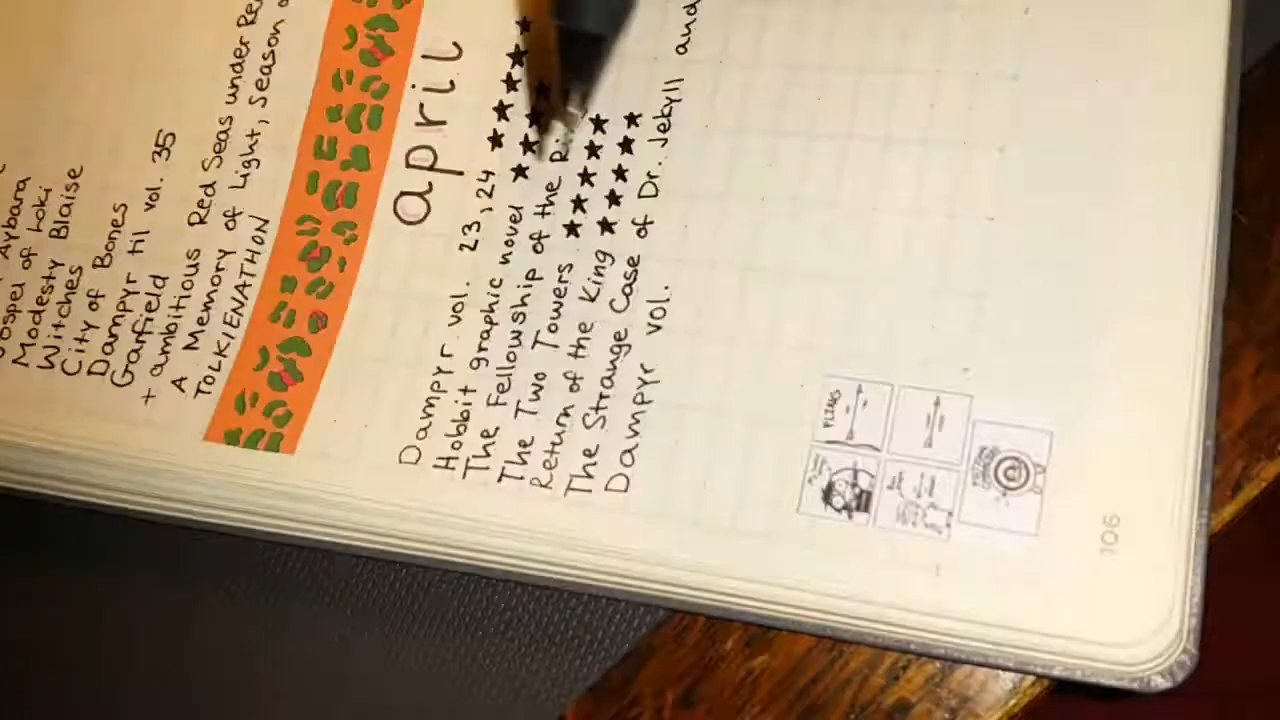 Aybara
Gospel of Loki
Modesty Blaise
Witches
City of Bones
Dampyr til vol. 35
Garfield
+ ambitious Red Seas under
A Memory of Light, Season
TOLKIENATHON
april
Dampyr vol. 23, 24 ★★★★★
Hobbit graphic novel ★★★
The Fellowship of the
The Two Towers ★★★★
Return of the King ★★★★★
The Strange Case of Dr. Jekyll and
Dampyr vol.
106